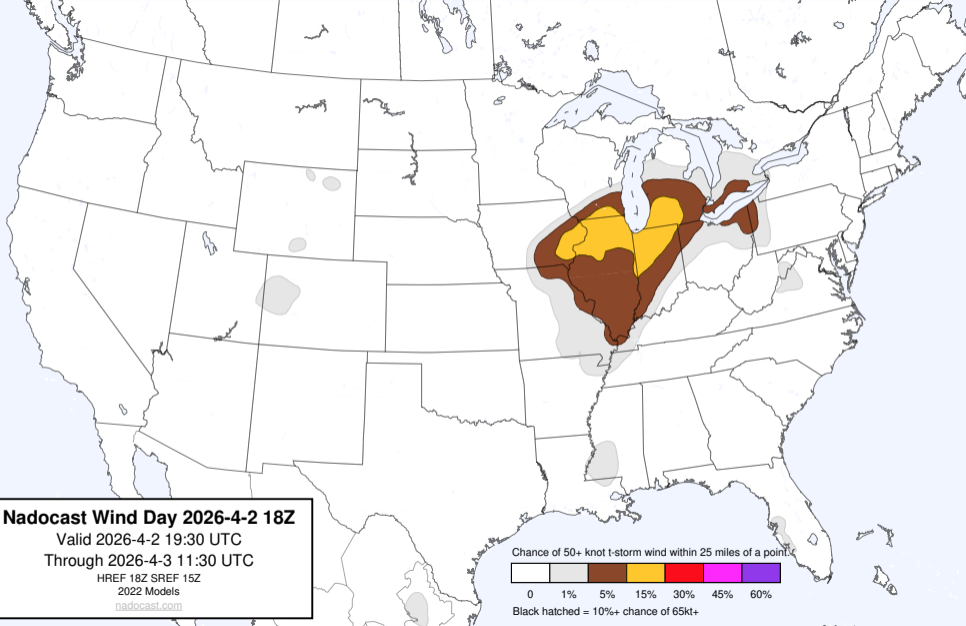 Nadocast Wind Day 2026-4-2 18Z
Valid 2026-4-2 19:30 UTC
Through 2026-4-3 11:30 UTC
HREF 18Z SREF 15Z
2022 Models
nadocast.com
Chance of 50+ knot t-storm wind within 25 miles of a point.
0 1% 5% 15% 30% 45% 60%
Black hatched = 10%+ chance of 65kt+